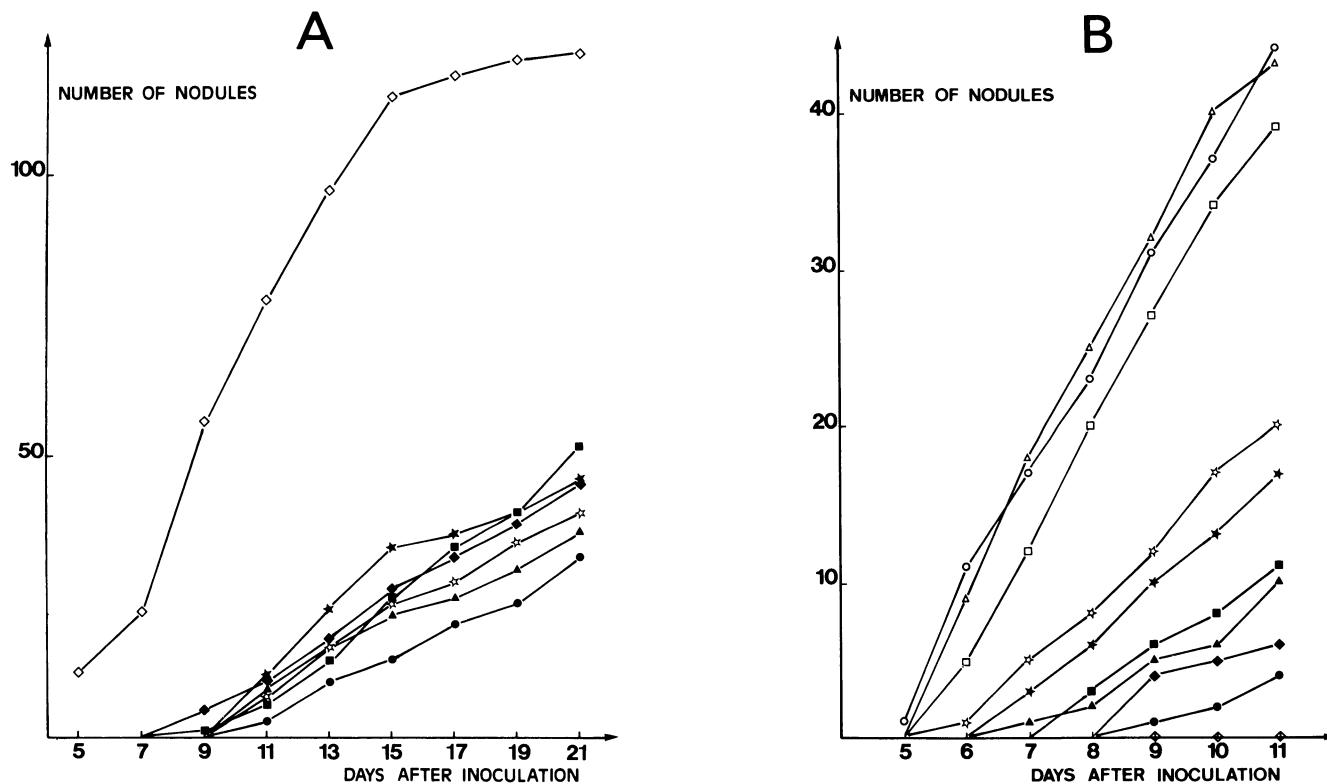 A
NUMBER OF NODULES
100
50
5 7 9 11 13 15 17 19 21
DAYS AFTER INOCULATION
B
NUMBER OF NODULES
40
30
20
10
5 6 7 8 9 10 11
DAYS AFTER INOCULATION